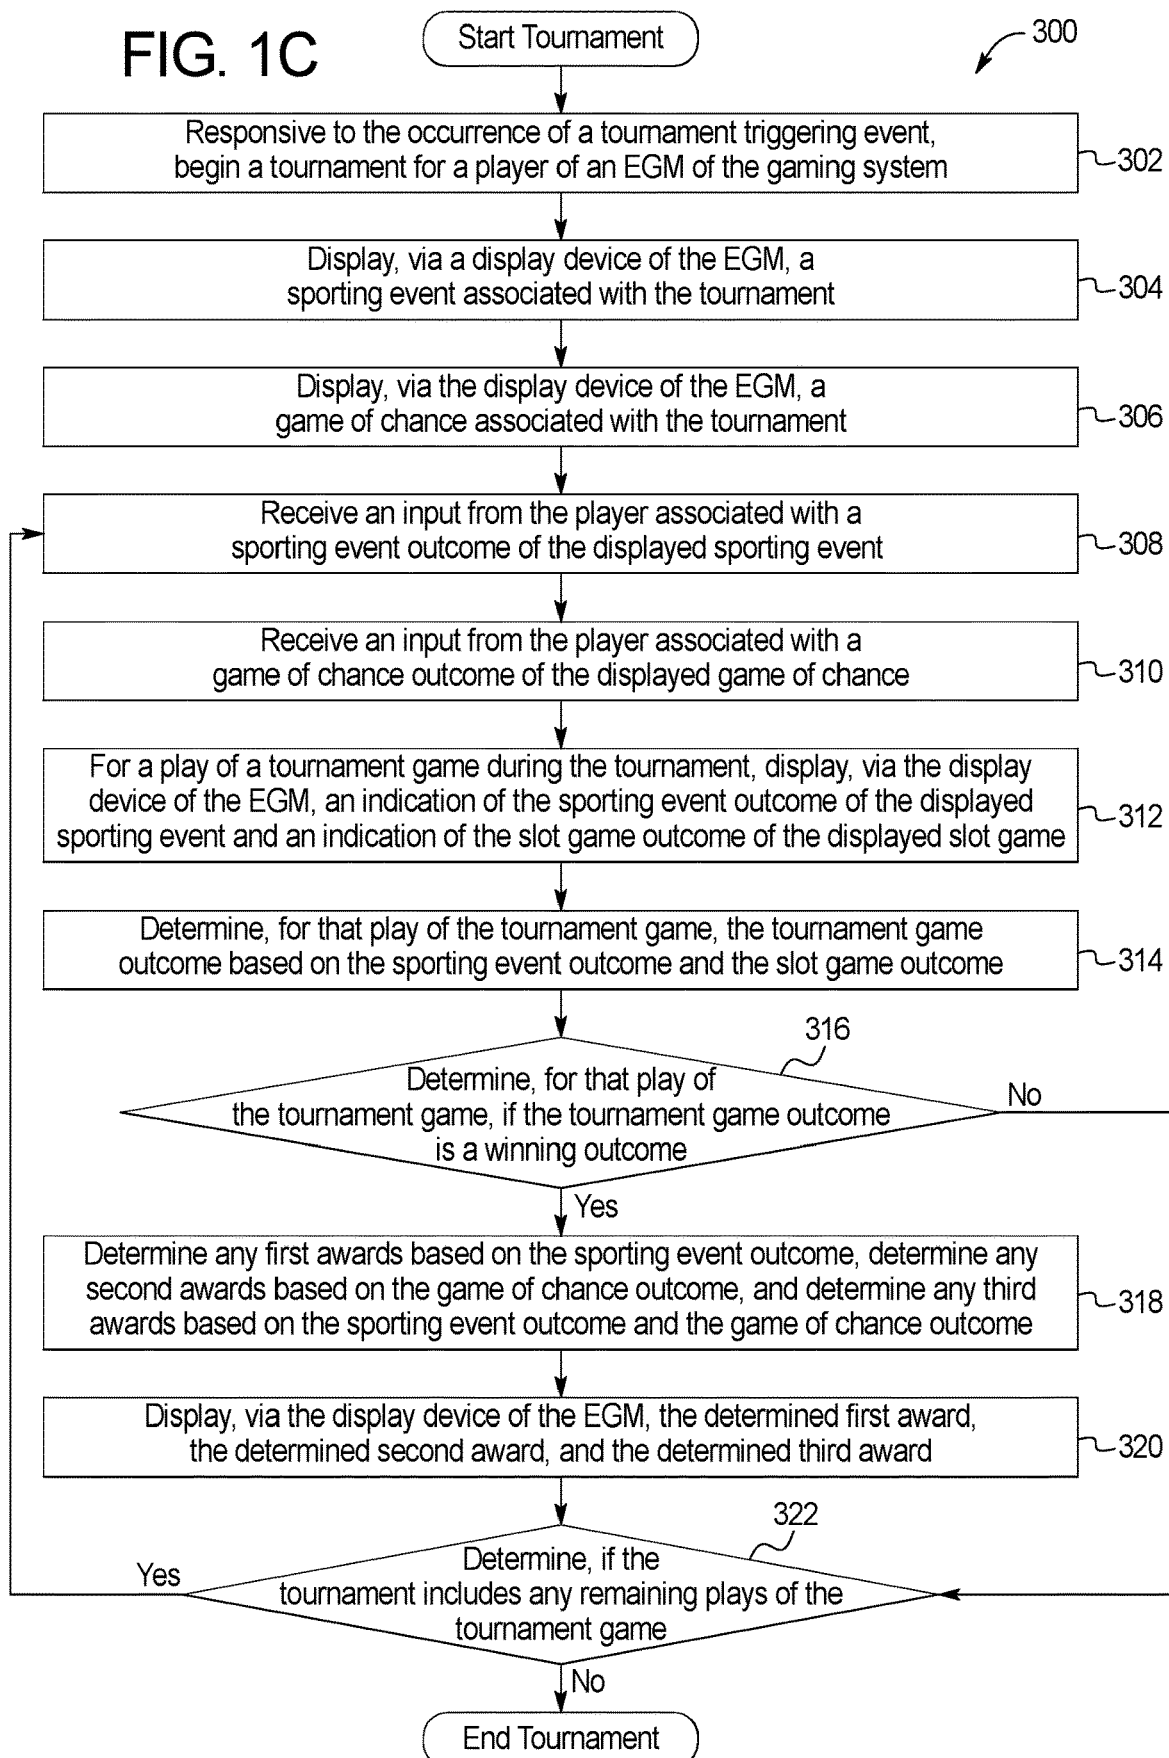 FIG. 1C
Start Tournament
300
Responsive to the occurrence of a tournament triggering event,
begin a tournament for a player of an EGM of the gaming system
302
Display, via a display device of the EGM, a
sporting event associated with the tournament
304
Display, via the display device of the EGM, a
game of chance associated with the tournament
306
Receive an input from the player associated with a
sporting event outcome of the displayed sporting event
308
Receive an input from the player associated with a
game of chance outcome of the displayed game of chance
310
For a play of a tournament game during the tournament, display, via the display
device of the EGM, an indication of the sporting event outcome of the displayed
sporting event and an indication of the slot game outcome of the displayed slot game
312
Determine, for that play of the tournament game, the tournament game
outcome based on the sporting event outcome and the slot game outcome
314
316
Determine, for that play of
the tournament game, if the tournament game outcome
is a winning outcome
No
Yes
Determine any first awards based on the sporting event outcome, determine any
second awards based on the game of chance outcome, and determine any third
awards based on the sporting event outcome and the game of chance outcome
318
Display, via the display device of the EGM, the determined first award,
the determined second award, and the determined third award
320
322
Yes
Determine, if the
tournament includes any remaining plays of the
tournament game
No
End Tournament